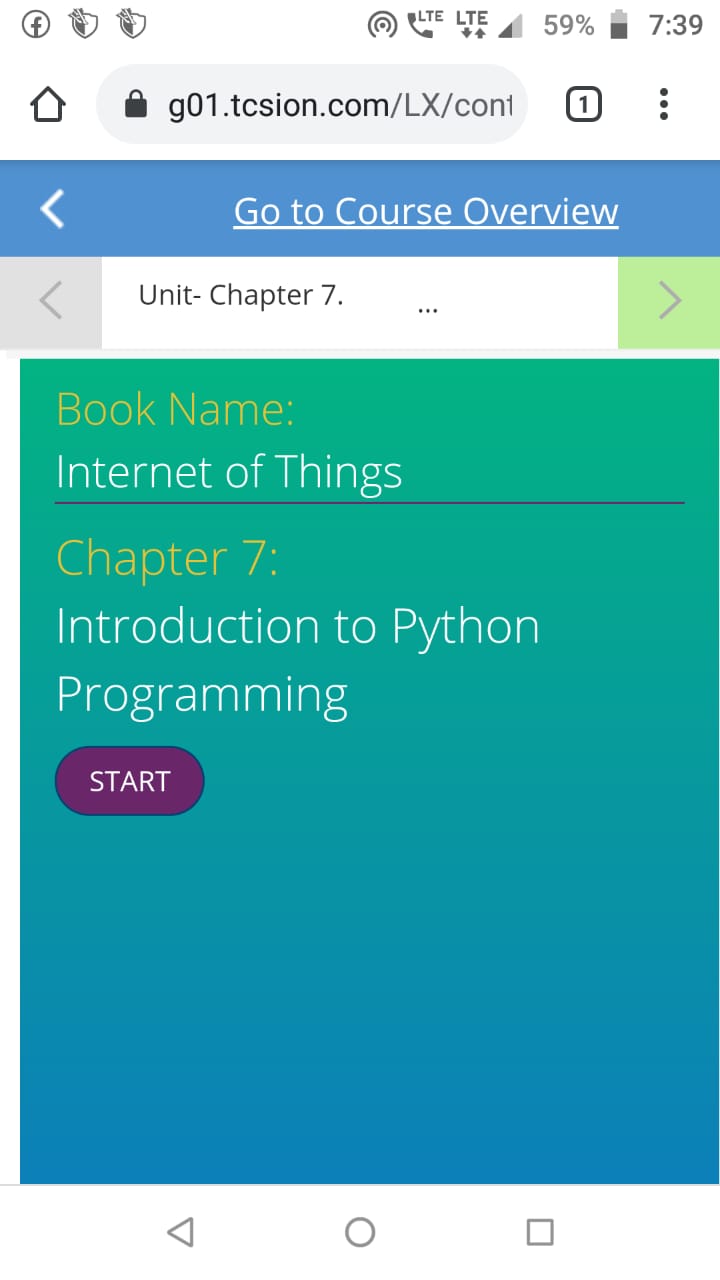 LTE LTE 59% 7:39
g01.tcsion.com/LX/cont 1
Go to Course Overview
Unit- Chapter 7. ...
Book Name:
Internet of Things
Chapter 7:
Introduction to Python
Programming
START